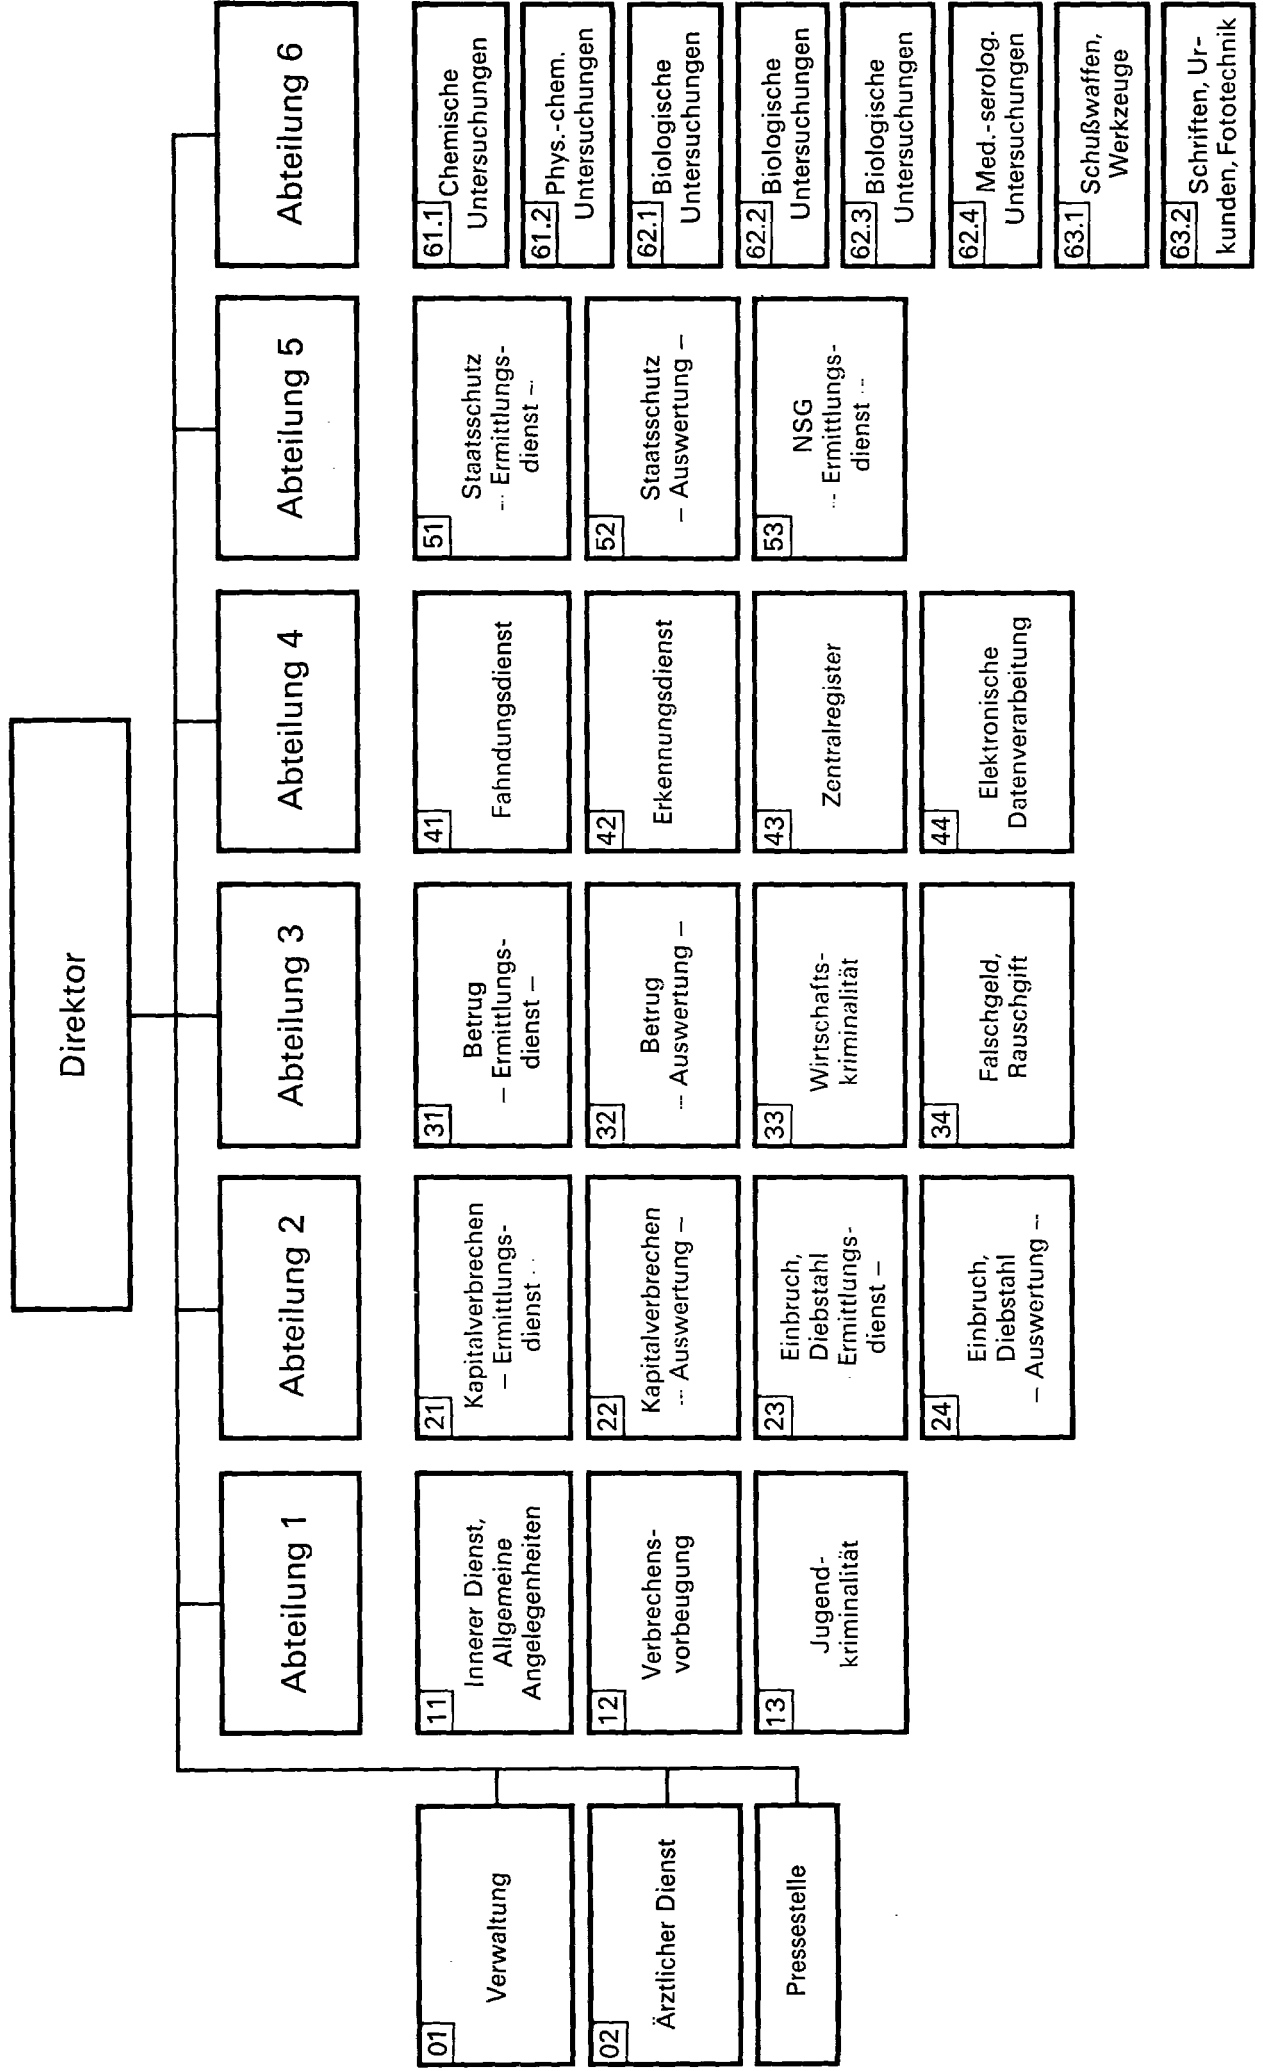 Direktor
Abteilung 1
Abteilung 2
Abteilung 3
Abteilung 4
Abteilung 5
Abteilung 6
01
Verwaltung
02
Ärztlicher Dienst
Pressestelle
11
Innerer Dienst,
Allgemeine
Angelegenheiten
12
Verbrechens-
vorbeugung
13
Jugend-
kriminalität
21
Kapitalverbrechen
– Ermittlungs-
dienst –
22
Kapitalverbrechen
– Auswertung –
23
Einbruch,
Diebstahl
Ermittlungs-
dienst –
24
Einbruch,
Diebstahl
– Auswertung –
31
Betrug
– Ermittlungs-
dienst –
32
Betrug
– Auswertung –
33
Wirtschafts-
kriminalität
34
Falschgeld,
Rauschgift
41
Fahndungsdienst
42
Erkennungsdienst
43
Zentralregister
44
Elektronische
Datenverarbeitung
51
Staatsschutz
– Ermittlungs-
dienst –
52
Staatsschutz
– Auswertung –
53
NSG
– Ermittlungs-
dienst –
61.1 Chemische
Untersuchungen
61.2 Phys.-chem.
Untersuchungen
62.1 Biologische
Untersuchungen
62.2 Biologische
Untersuchungen
62.3 Biologische
Untersuchungen
62.4 Med.-serolog.
Untersuchungen
63.1 Schußwaffen,
Werkzeuge
63.2 Schriften, Ur-
kunden, Fototechnik